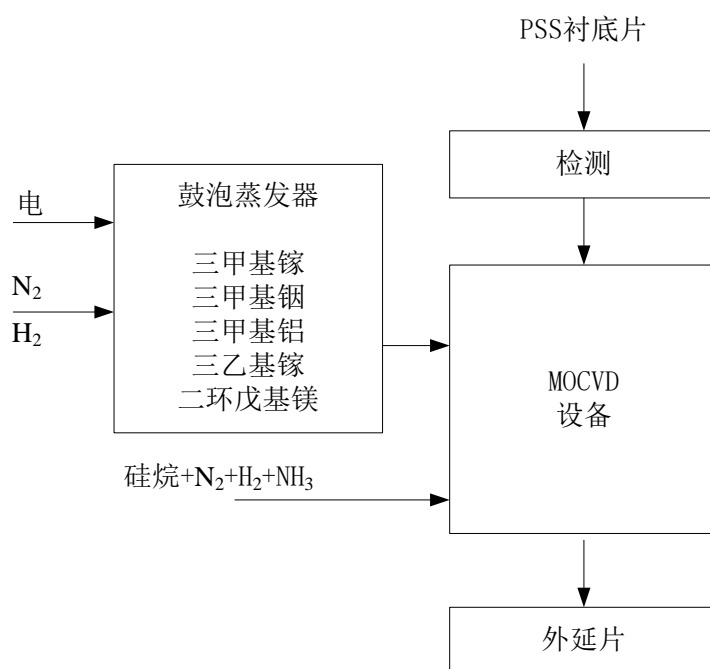 PSS衬底片
检测
鼓泡蒸发器
电
三甲基镓
三甲基铟
三甲基铝
三乙基镓
二环戊基镁
N₂
H₂
MOCVD
设备
硅烷+N₂+H₂+NH₃
外延片